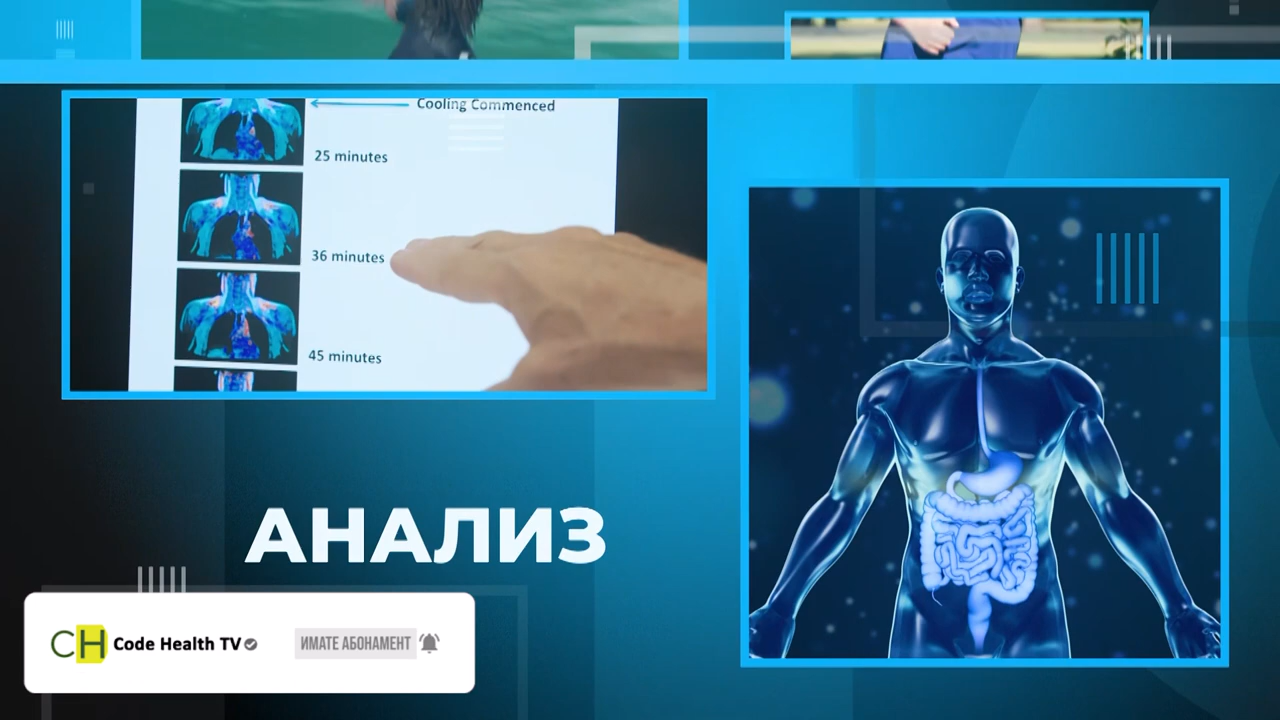 Cooling Commenced
25 minutes
36 minutes
45 minutes
АНАЛИЗ
CH Code Health TV
ИМАТЕ АБОНАМЕНТ